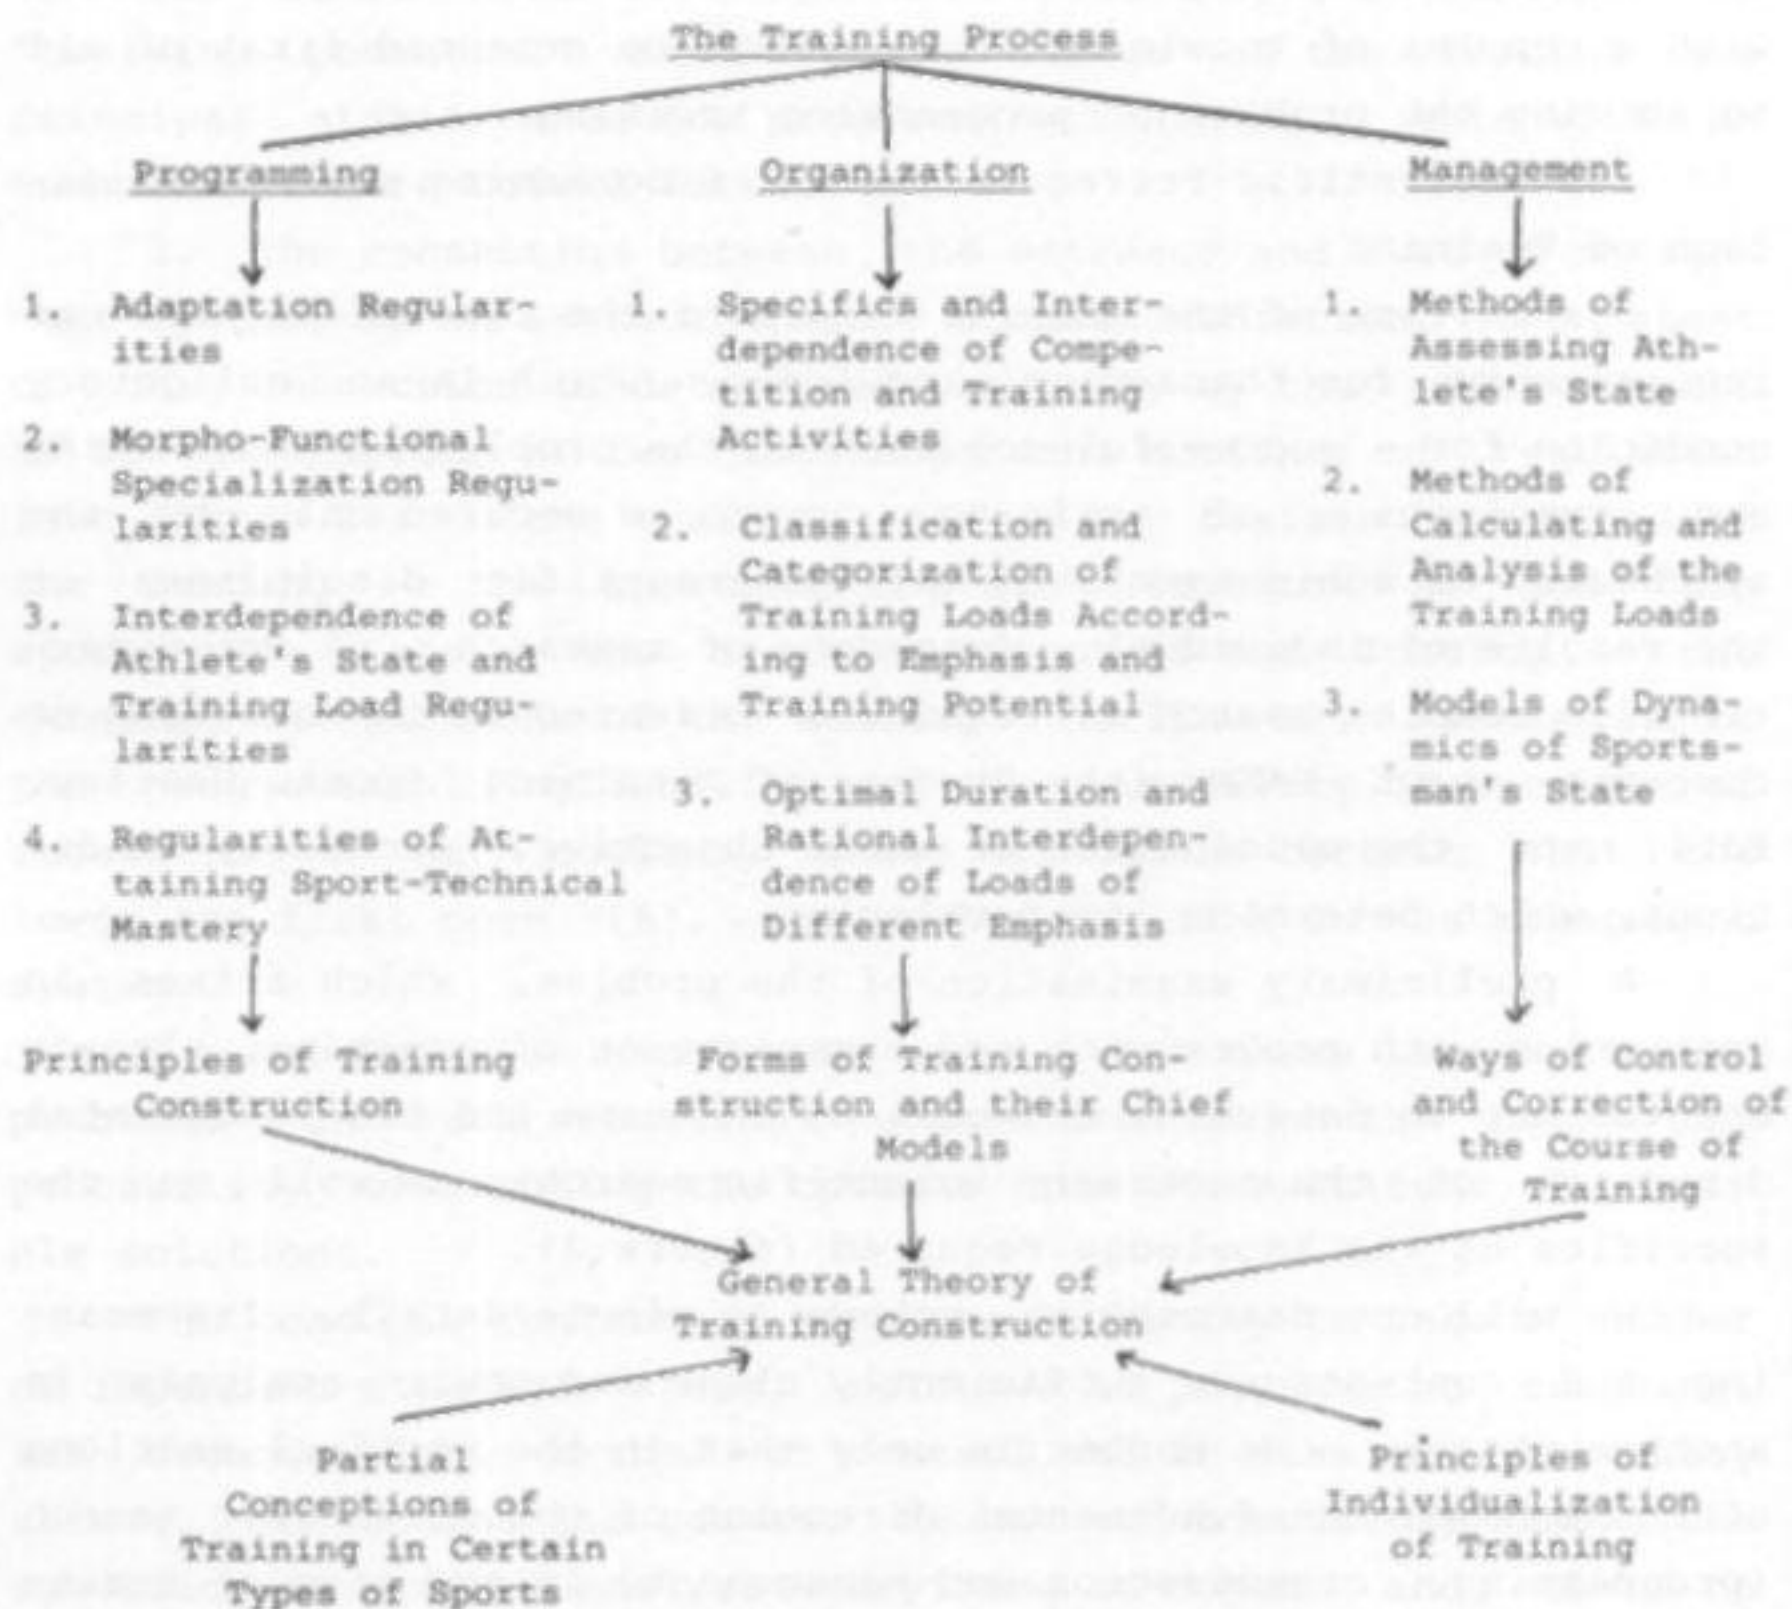 The Training Process
Programming
Organization
Management
1. Adaptation Regular-
ities
2. Morpho-Functional
Specialization Regu-
larities
3. Interdependence of
Athlete's State and
Training Load Regu-
larities
4. Regularities of At-
taining Sport-Technical
Mastery
1. Specifics and Inter-
dependence of Compe-
tition and Training
Activities
2. Classification and
Categorization of
Training Loads Accord-
ing to Emphasis and
Training Potential
3. Optimal Duration and
Rational Interdepen-
dence of Loads of
Different Emphasis
1. Methods of
Assessing Ath-
lete's State
2. Methods of
Calculating and
Analysis of the
Training Loads
3. Models of Dyna-
mics of Sports-
man's State
Principles of Training
Construction
Forms of Training Con-
struction and their Chief
Models
Ways of Control
and Correction of
the Course of
Training
General Theory of
Training Construction
Partial
Conceptions of
Training in Certain
Types of Sports
Principles of
Individualization
of Training